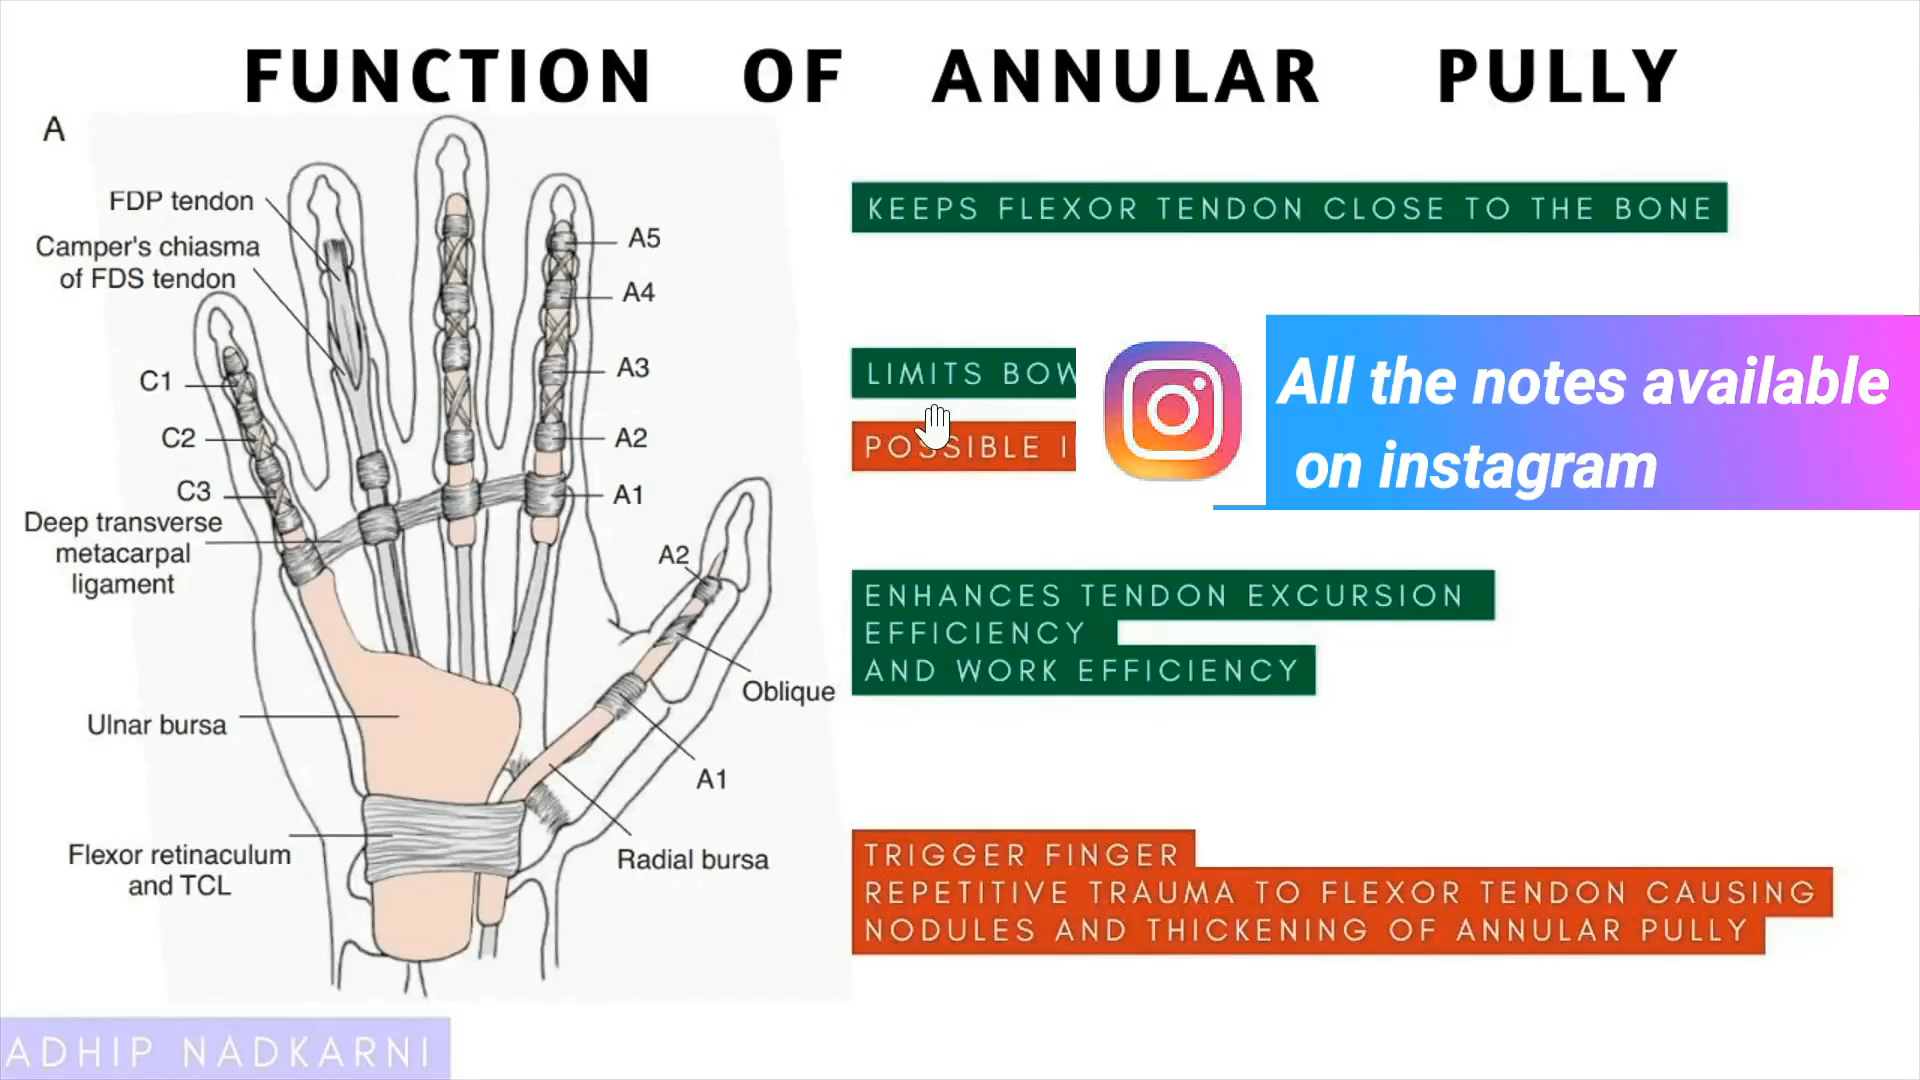 FUNCTION OF ANNULAR PULLY
A
FDP tendon
Camper's chiasma
of FDS tendon
C1
C2
C3
Deep transverse
metacarpal
ligament
Ulnar bursa
Flexor retinaculum
and TCL
A5
A4
A3
A2
A1
A2
Oblique
A1
Radial bursa
KEEPS FLEXOR TENDON CLOSE TO THE BONE
LIMITS
POSSIBLE
All the notes available
on instagram
ENHANCES TENDON EXCURSION
EFFICIENCY
AND WORK EFFICIENCY
TRIGGER FINGER
REPETITIVE TRAUMA TO FLEXOR TENDON CAUSING
NODULES AND THICKENING OF ANNULAR PULLY
ADHIP NADKARNI